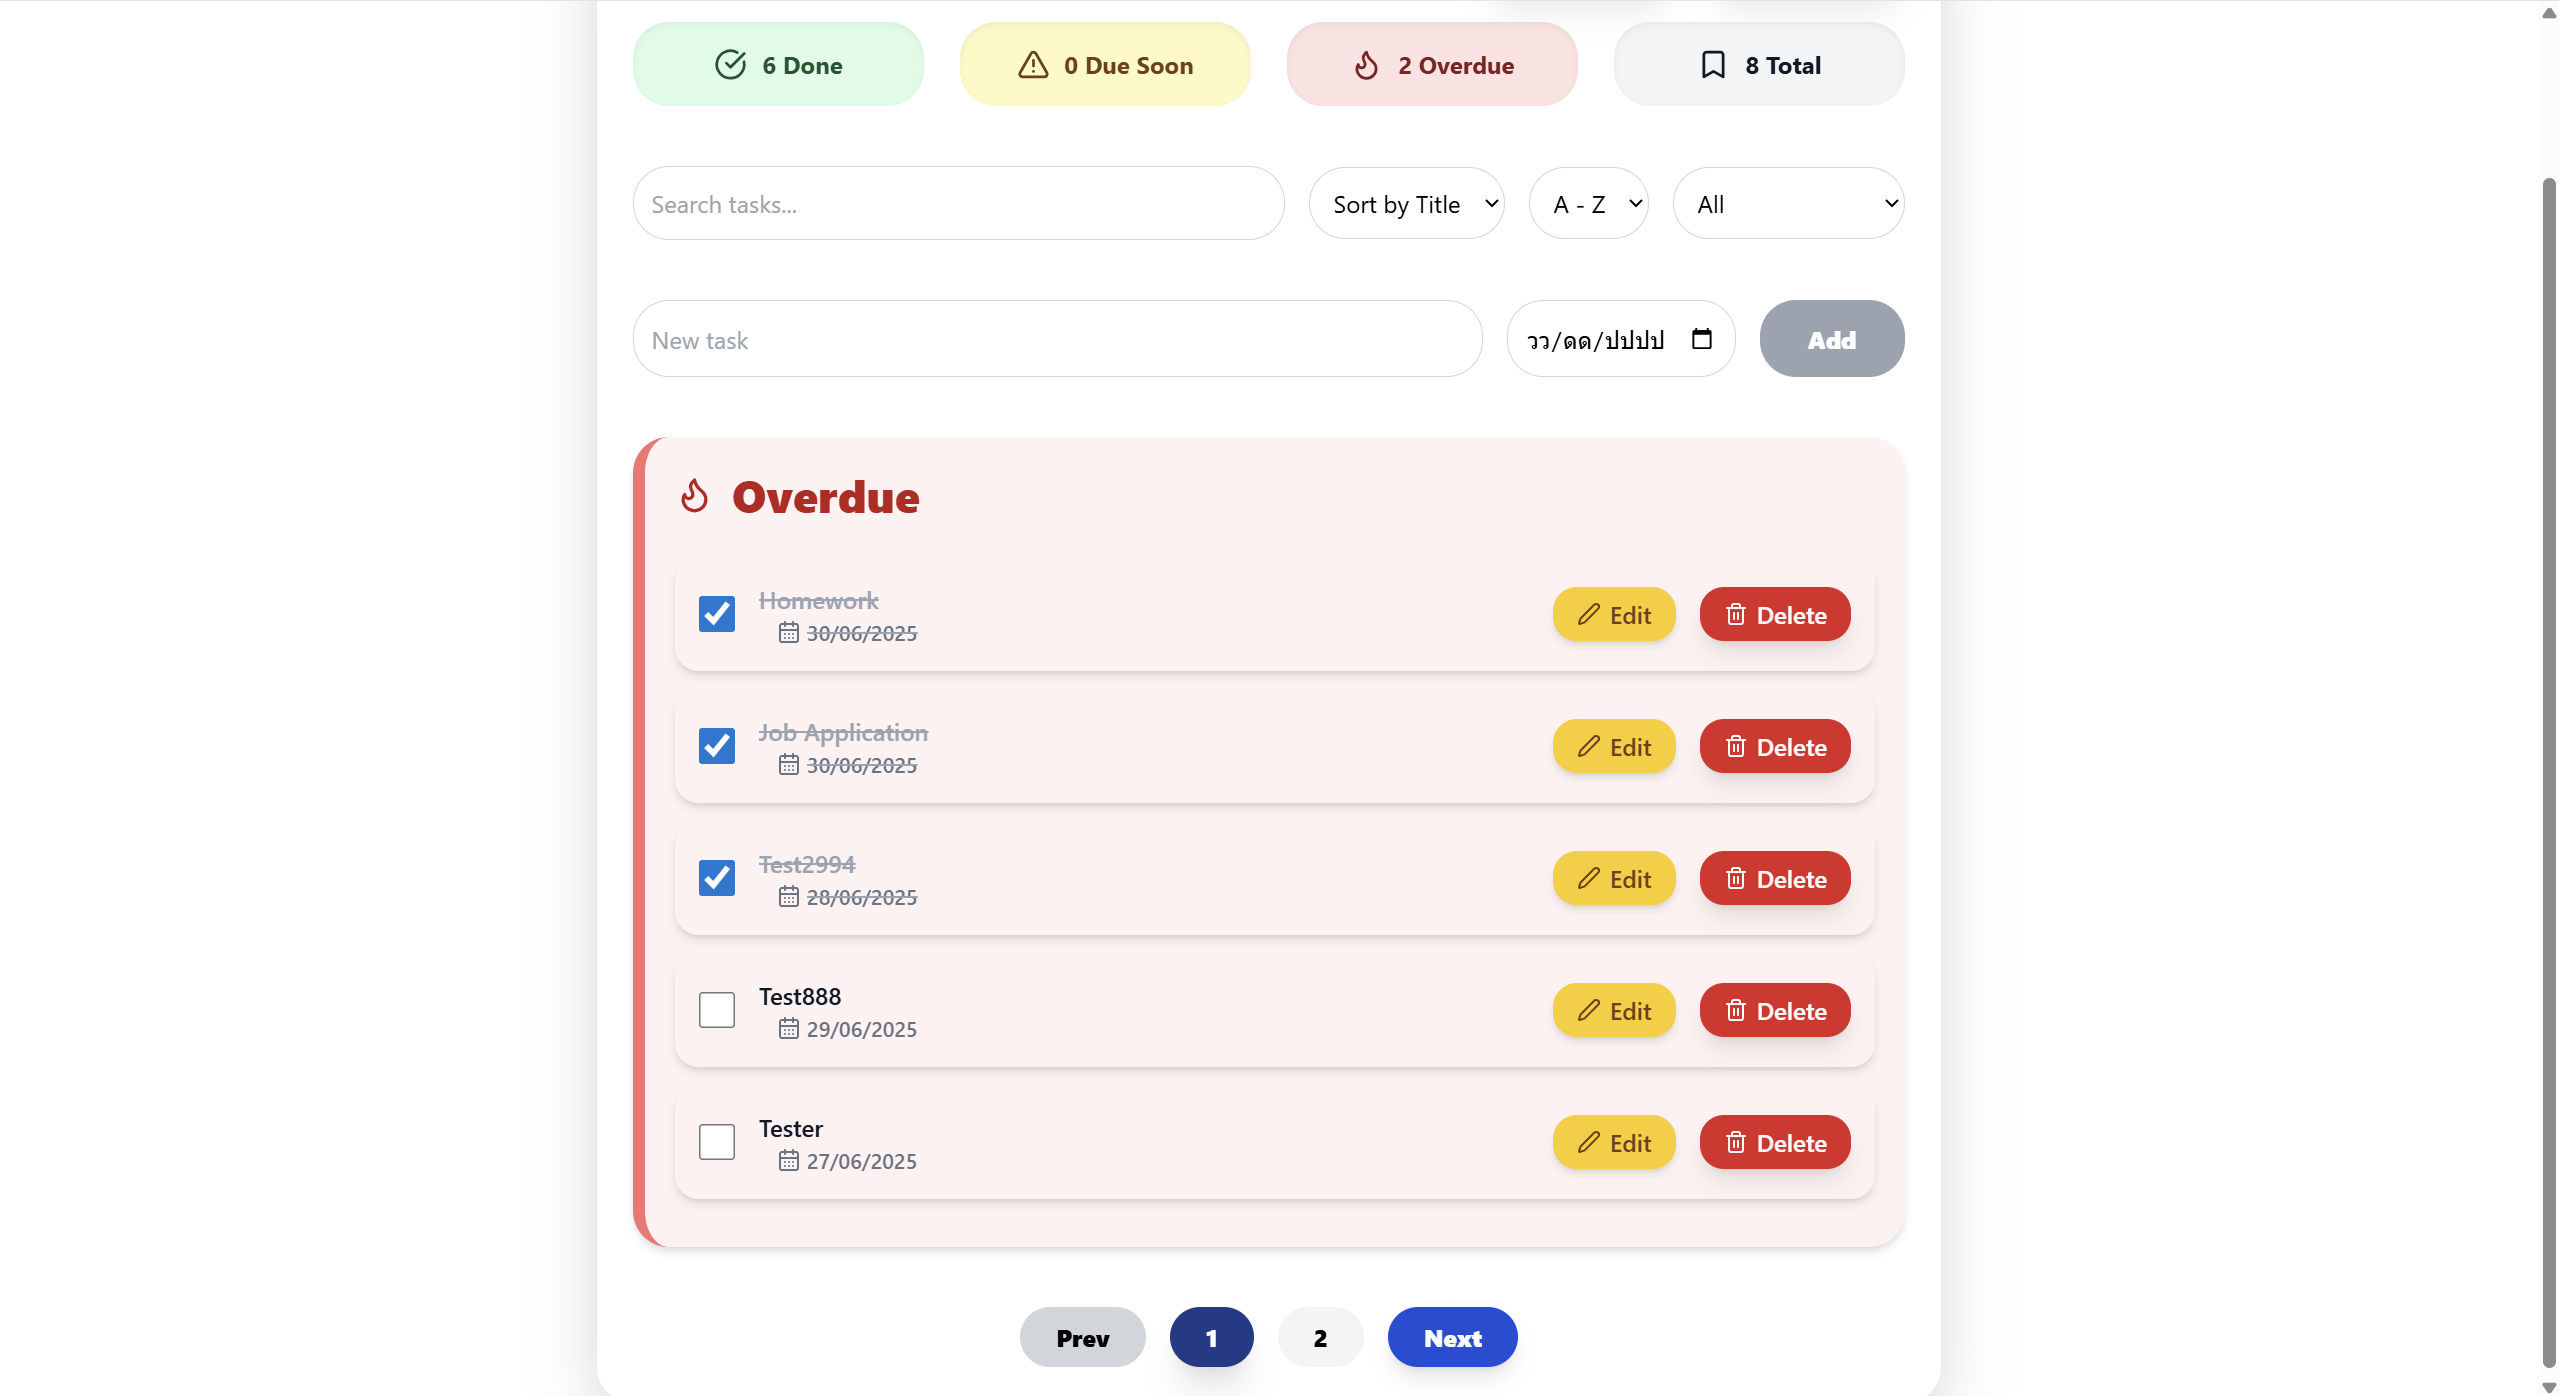 6 Done
0 Due Soon
2 Overdue
8 Total
Search tasks...
Sort by Title
A - Z
All
New task
วว/ดด/ปปปป
Add
Overdue
Homework
30/06/2025
Edit
Delete
Job Application
30/06/2025
Edit
Delete
Test2994
28/06/2025
Edit
Delete
Test888
29/06/2025
Edit
Delete
Tester
27/06/2025
Edit
Delete
Prev
1
2
Next